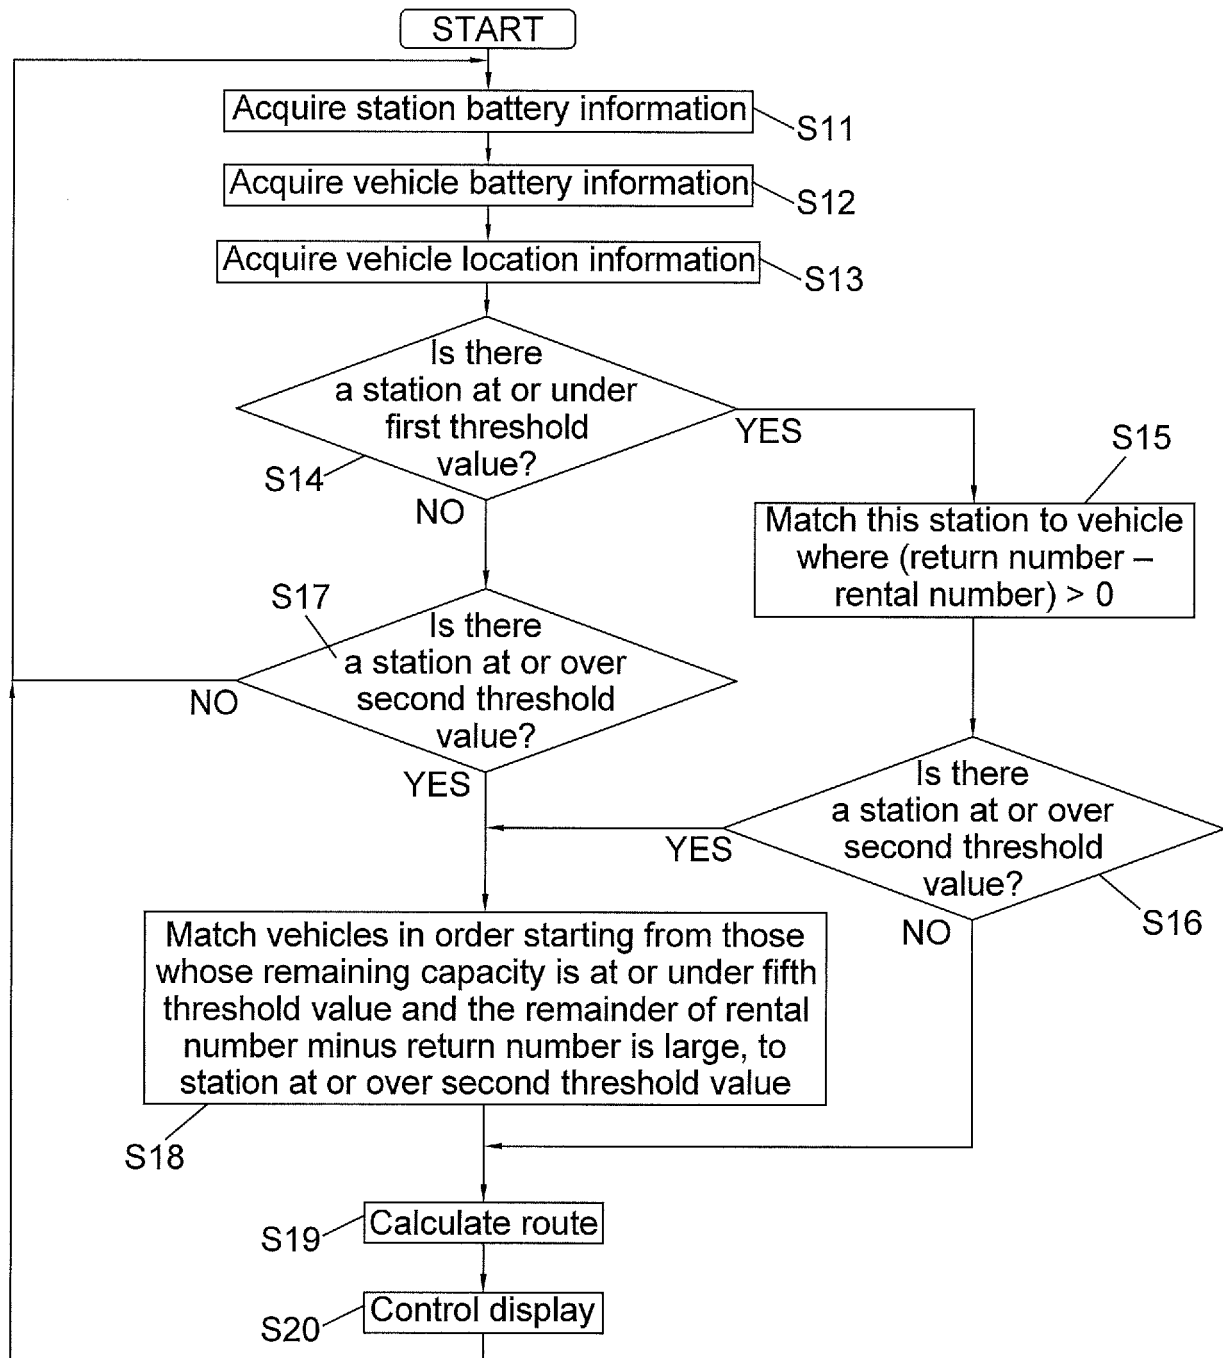 START
Acquire station battery information
S11
Acquire vehicle battery information
S12
Acquire vehicle location information
S13
Is there
a station at or under
first threshold
value?
S14
YES
NO
S15
Match this station to vehicle
where (return number –
rental number) > 0
S17
Is there
a station at or over
second threshold
value?
NO
YES
Is there
a station at or over
second threshold
value?
YES
NO
S16
Match vehicles in order starting from those
whose remaining capacity is at or under fifth
threshold value and the remainder of rental
number minus return number is large, to
station at or over second threshold value
S18
Calculate route
S19
Control display
S20